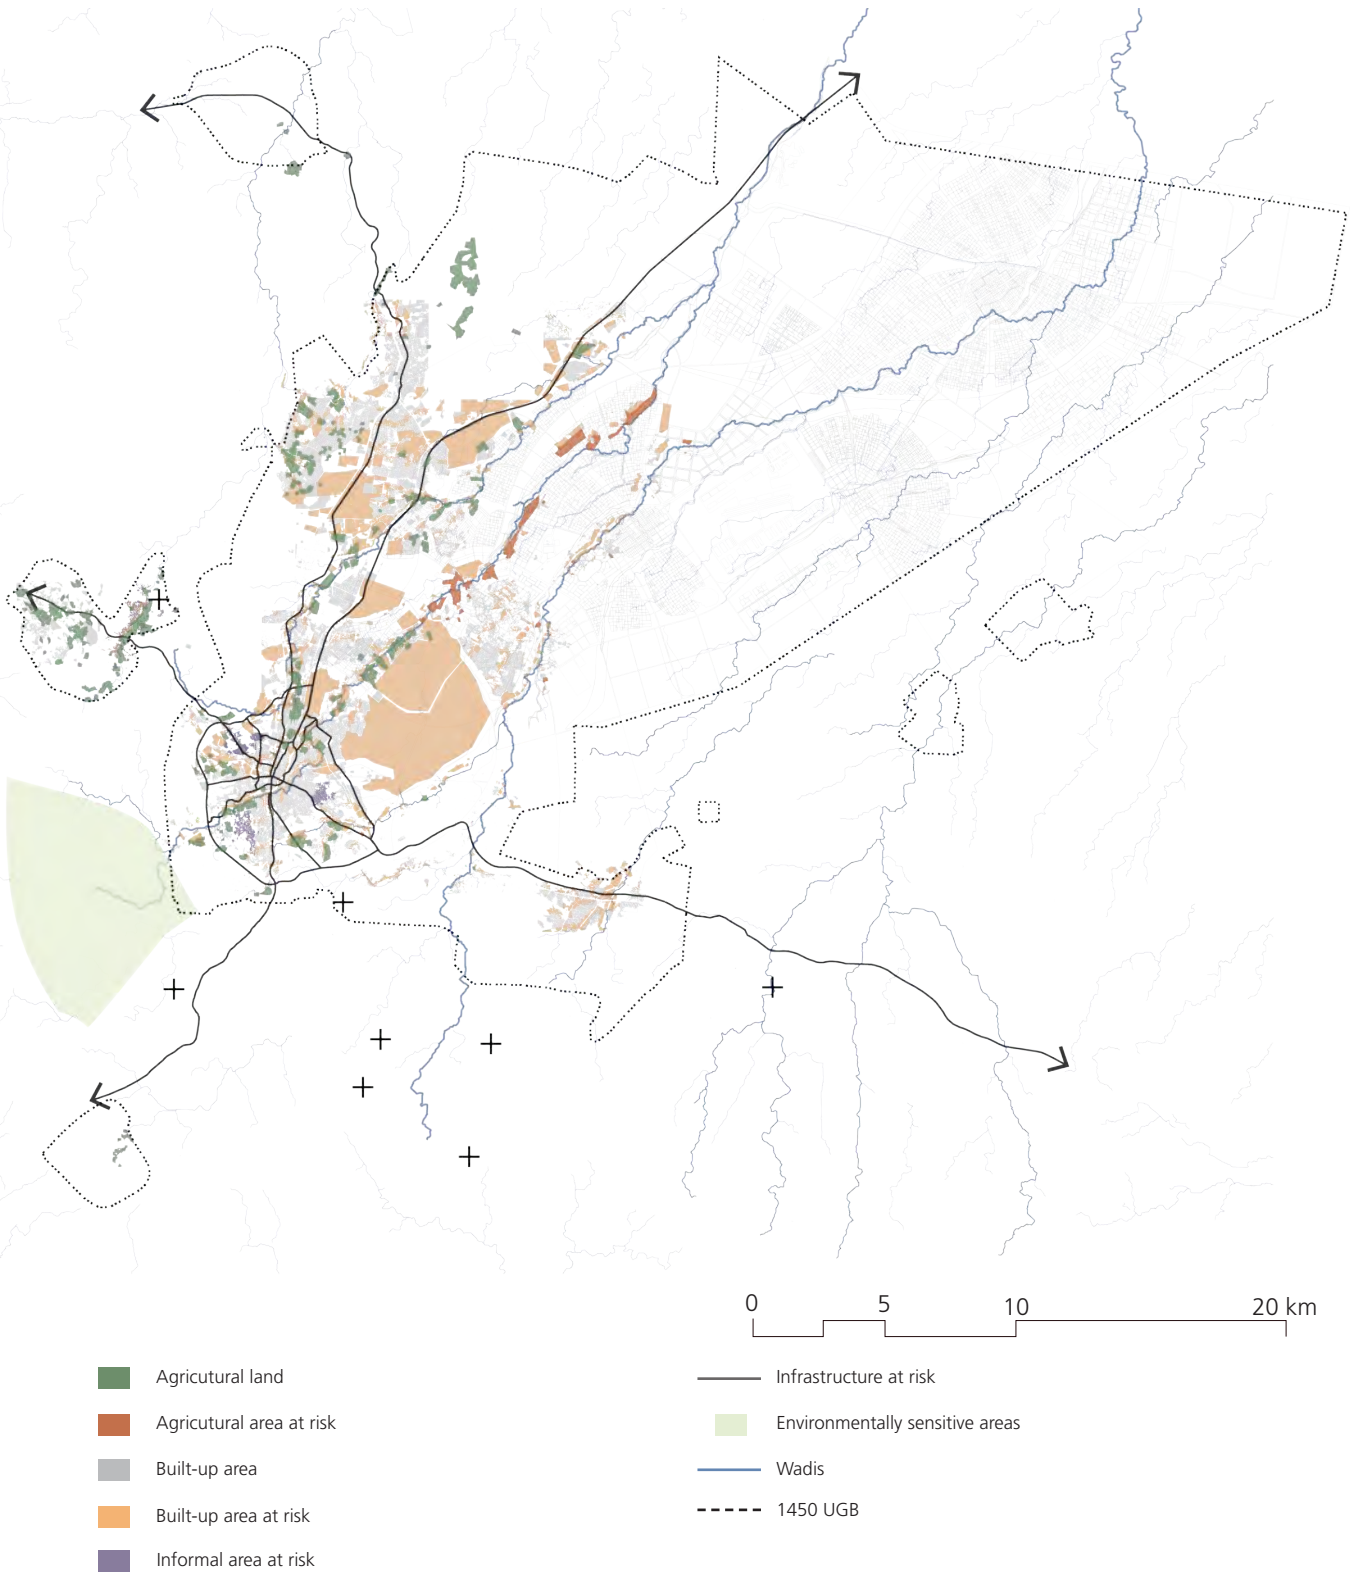 0 5 10 20 km
Agricutural land
Agricutural area at risk
Built-up area
Built-up area at risk
Informal area at risk
Infrastructure at risk
Environmentally sensitive areas
Wadis
1450 UGB